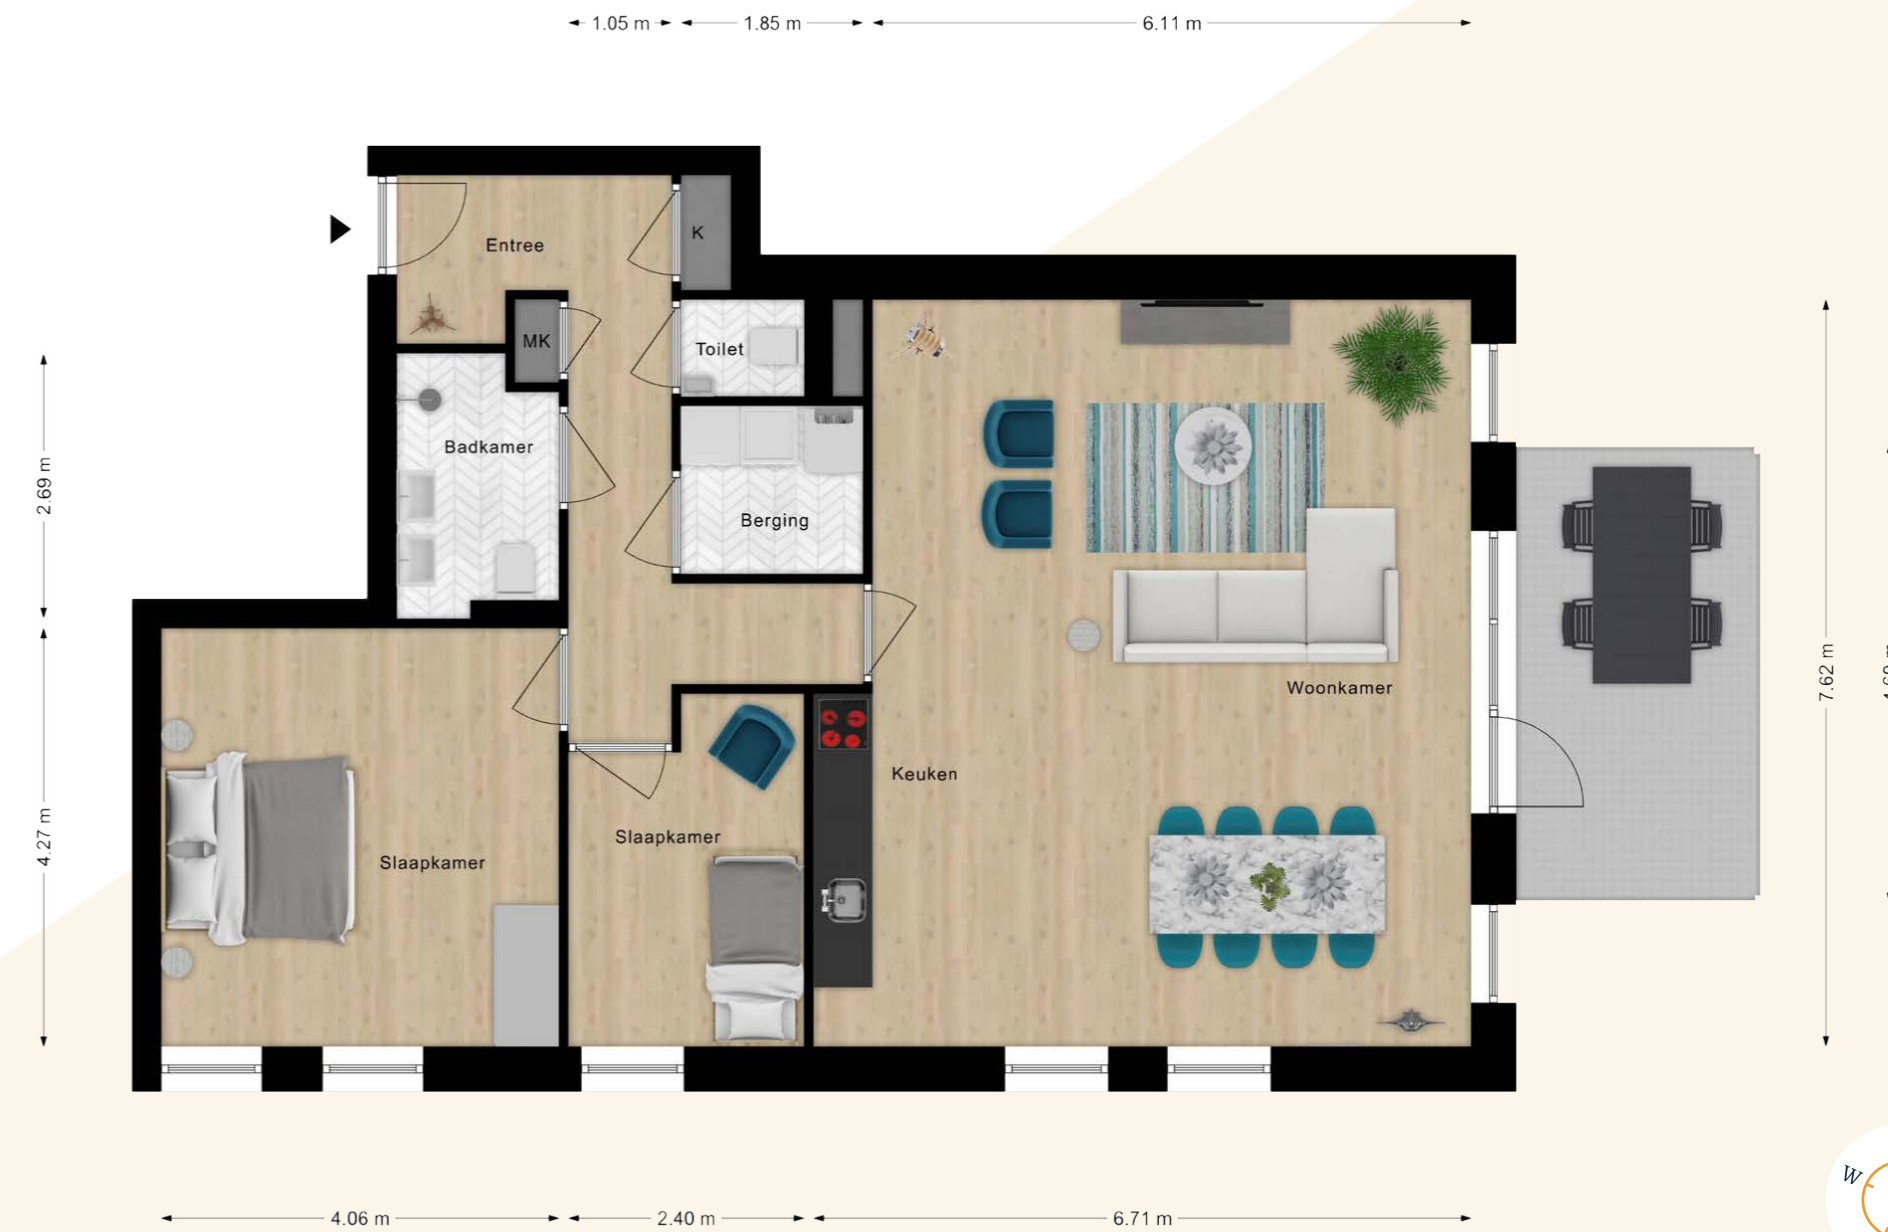 1.05 m
1.85 m
6.11 m
Entree
K
MK
Toilet
Badkamer
Berging
2.69 m
7.62 m
Woonkamer
Keuken
Slaapkamer
Slaapkamer
4.27 m
W
4.06 m
2.40 m
6.71 m